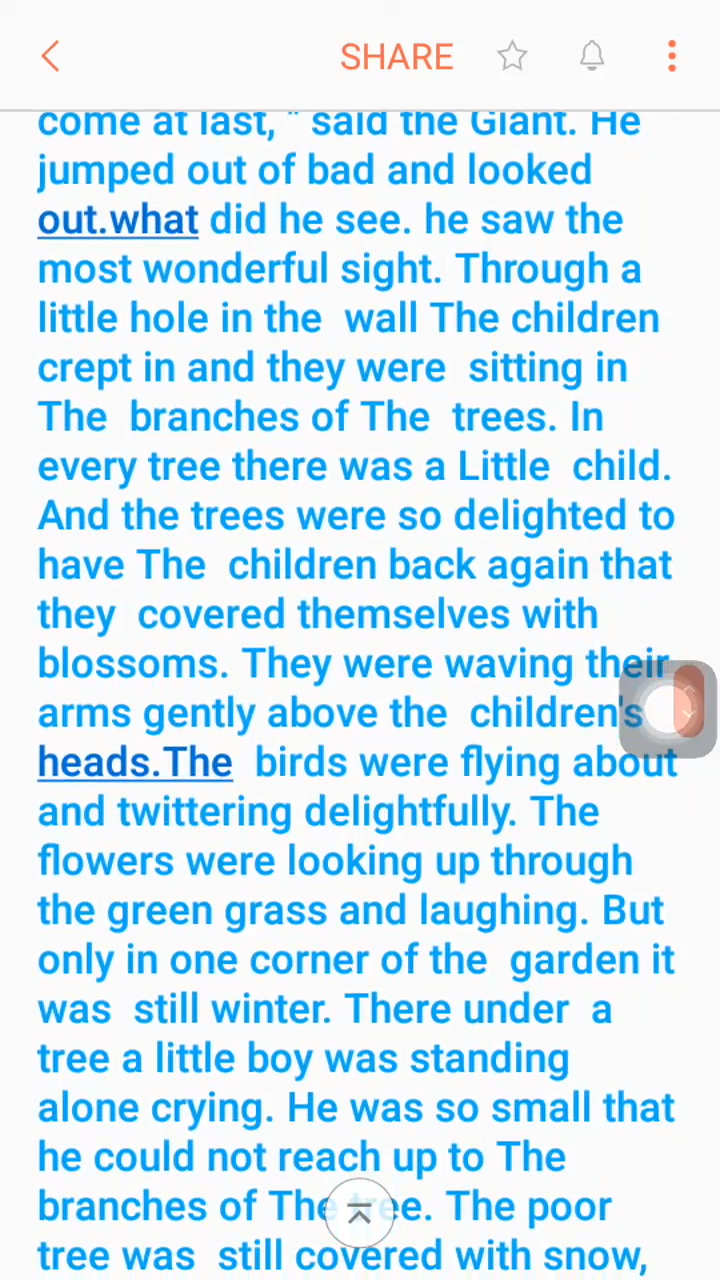 SHARE
come at last, " said the Giant. He
jumped out of bad and looked
out.what did he see. he saw the
most wonderful sight. Through a
little hole in the  wall The children
crept in and they were  sitting in
The  branches of The  trees. In
every tree there was a Little  child.
And the trees were so delighted to
have The  children back again that
they  covered themselves with
blossoms. They were waving their
arms gently above the  children's
heads.The  birds were flying about
and twittering delightfully. The
flowers were looking up through
the green grass and laughing. But
only in one corner of the  garden it
was  still winter. There under  a
tree a little boy was standing
alone crying. He was so small that
he could not reach up to The
branches of The tree. The poor
tree was  still covered with snow,